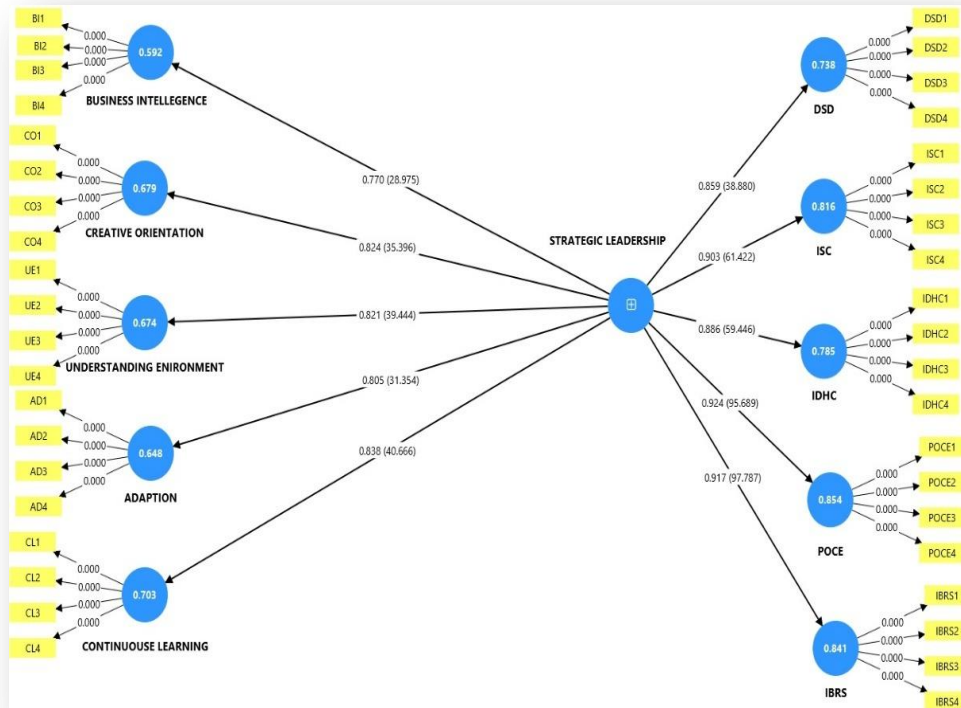 BI1
0.000
BI2
0.000
0.000
BI3
0.000
BI4
0.592
BUSINESS INTELLEGENCE
CO1
0.000
CO2
0.000
0.000
CO3
0.000
CO4
0.679
CREATIVE ORIENTATION
UE1
0.000
UE2
0.000
0.000
UE3
0.000
UE4
0.674
UNDERSTANDING ENIRONMENT
AD1
0.000
AD2
0.000
0.000
AD3
0.000
AD4
0.648
ADAPTION
CL1
0.000
CL2
0.000
0.000
CL3
0.000
CL4
0.703
CONTINUOUSE LEARNING
0.770 (28.975)
0.824 (35.396)
0.821 (39.444)
0.805 (31.354)
0.838 (40.666)
STRATEGIC LEADERSHIP
0.859 (38.880)
0.903 (61.422)
0.886 (59.446)
0.924 (95.689)
0.917 (97.787)
DSD1
0.000
DSD2
0.000
0.000
DSD3
0.000
DSD4
0.738
DSD
ISC1
0.000
ISC2
0.000
0.000
ISC3
0.000
ISC4
0.816
ISC
IDHC1
0.000
IDHC2
0.000
0.000
IDHC3
0.000
IDHC4
0.785
IDHC
POCE1
0.000
POCE2
0.000
0.000
POCE3
0.000
POCE4
0.854
POCE
IBRS1
0.000
IBRS2
0.000
0.000
IBRS3
0.000
IBRS4
0.841
IBRS